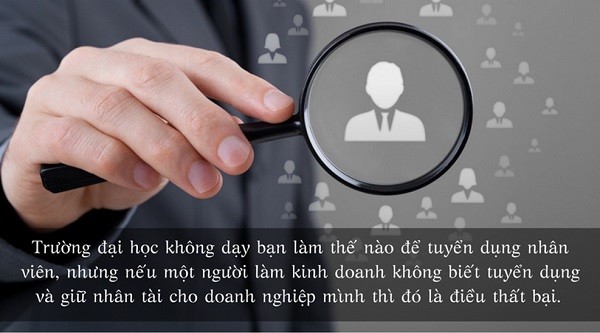 Trường đại học không dạy bạn làm thế nào để tuyển dụng nhân
viên, nhưng nếu một người làm kinh doanh không biết tuyển dụng
và giữ nhân tài cho doanh nghiệp mình thì đó là điều thất bại.